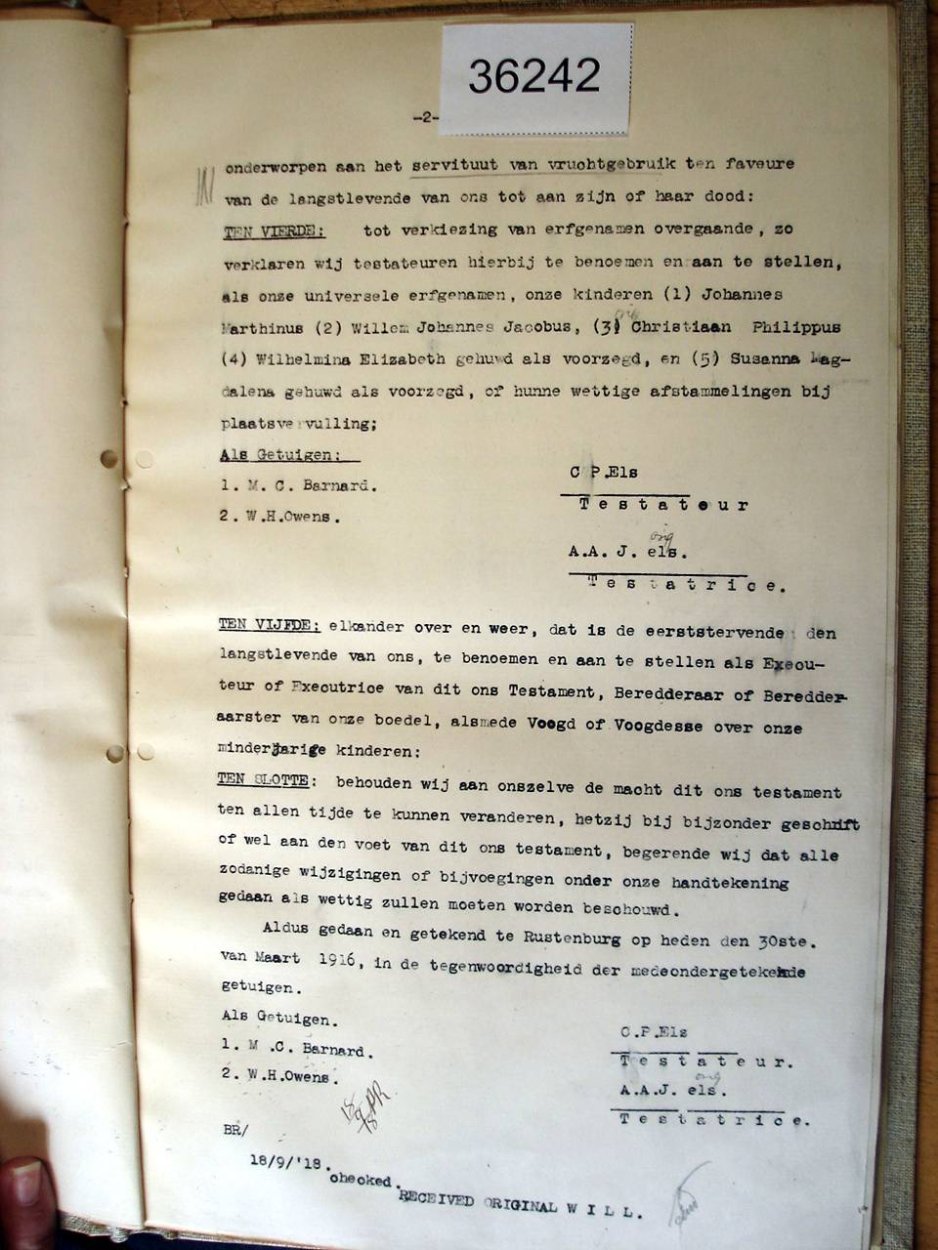 36242
-2-
onderworpen aan het servituut van vruchtgebruik ten faveure
van de langstlevende van ons tot aan zijn of haar dood:
TEN VIERDE: tot verkiezing van erfgenamen overgaande, zo
verklaren wij testateuren hierbij te benoemen en aan te stellen,
als onze universele erfgenamen, onze kinderen (1) Johannes
Marthinus (2) Willem Johannes Jacobus, (3) Christiaan Philippus
(4) Wilhelmina Elizabeth gehuwd als voorzegd, en (5) Susanna Mag-
dalena gehuwd als voorzegd, of hunne wettige afstammelingen bij
plaatsvervulling;
Als Getuigen:
1. M. C. Barnard.
2. W.H.Owens.
C P.Els
Testateur
orig
A.A. J. els.
Testatrice.
TEN VIJFDE: elkander over en weer, dat is de eerststervende den
langstlevende van ons, te benoemen en aan te stellen als Execu-
teur of Executrice van dit ons Testament, Beredderaar of Beredder-
aarster van onze boedel, alsmede Voogd of Voogdesse over onze
minderjarige kinderen:
TEN SLOTTE: behouden wij aan onszelve de macht dit ons testament
ten allen tijde te kunnen veranderen, hetzij bij bijzonder geschrift
of wel aan den voet van dit ons testament, begerende wij dat alle
zodanige wijzigingen of bijvoegingen onder onze handtekening
gedaan als wettig zullen moeten worden beschouwd.
Aldus gedaan en getekend te Rustenburg op heden den 30ste.
van Maart 1916, in de tegenwoordigheid der medeondergetekende
getuigen.
Als Getuigen.
1. M .C. Barnard.
2. W.H.Owens.
C.P.Els
Testateur.
orig
A.A.J. els.
Testatrice.
BR/
18/9/'18.
checked.
RECEIVED ORIGINAL WILL.